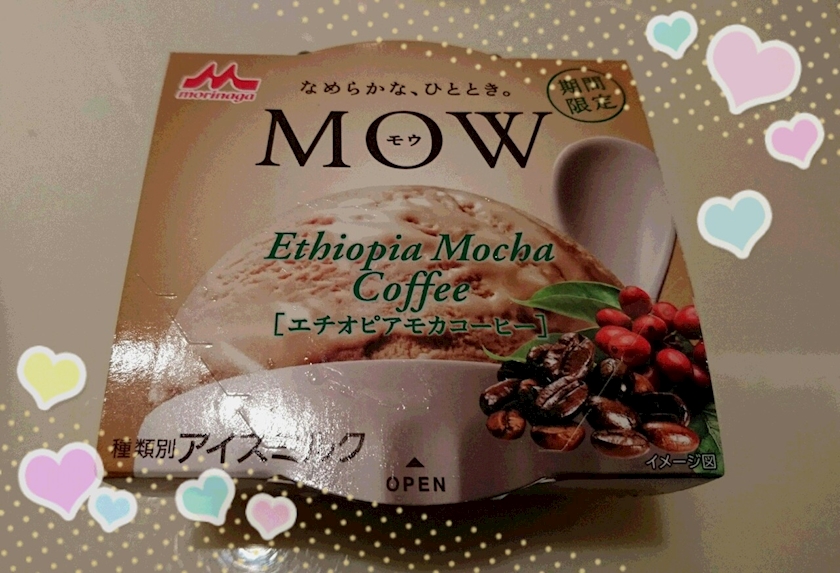 morinaga
なめらかな、ひととき。
期間
限定
MOW
モウ
Ethiopia Mocha
Coffee
[エチオピアモカコーヒー]
種類別アイスミルク
イメージ図
OPEN